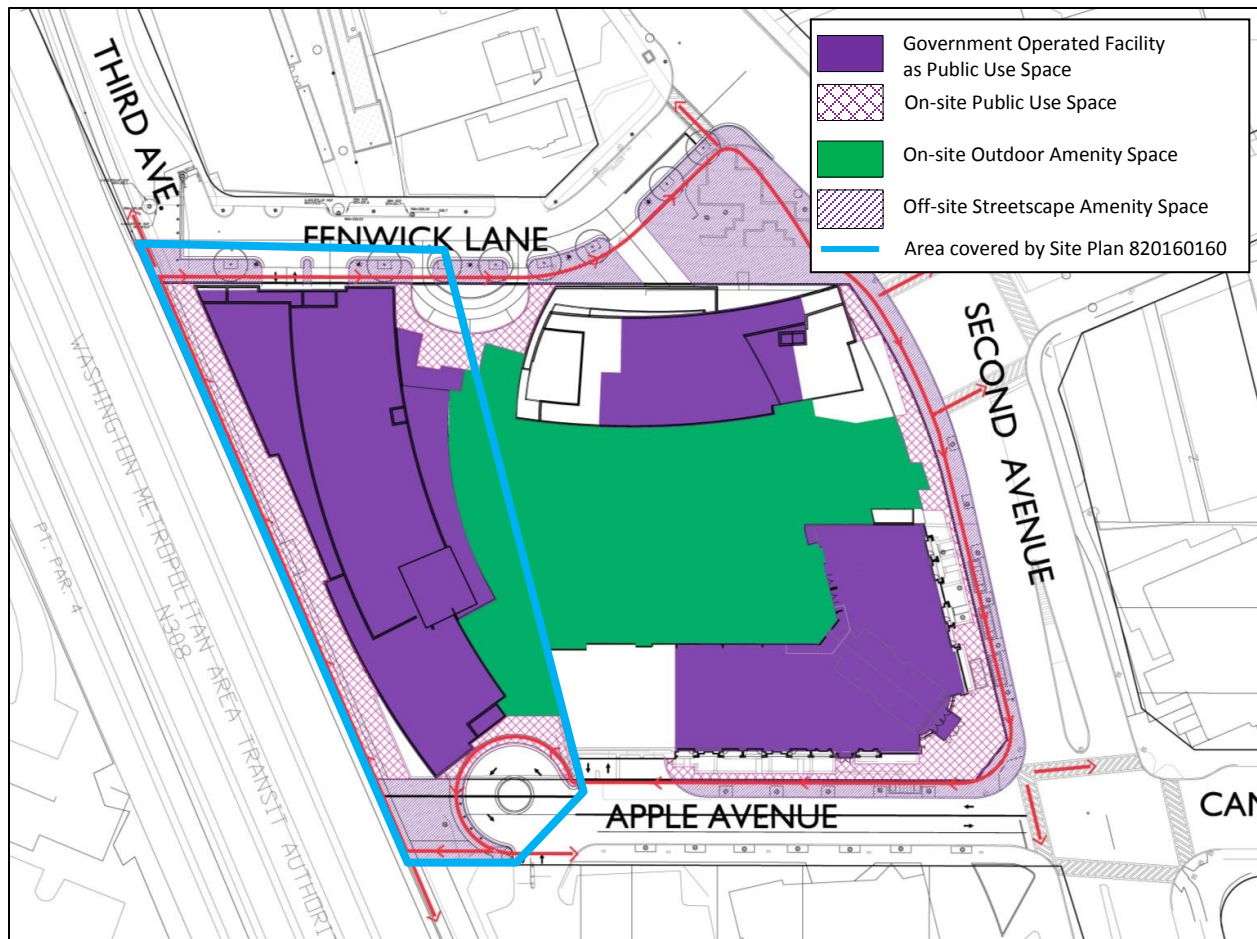 Government Operated Facility
as Public Use Space
On-site Public Use Space
On-site Outdoor Amenity Space
Off-site Streetscape Amenity Space
Area covered by Site Plan 820160160
THIRD AVE
FENWICK LANE
SECOND AVENUE
WASHINGTON METROPOLITAN AREA TRANSIT AUTHORI
N398
PT. PAR. 4
APPLE AVENUE
CAN